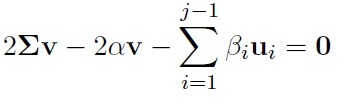 2Σv − 2αv − ∑_{i=1}^{j−1} β_i u_i = 0